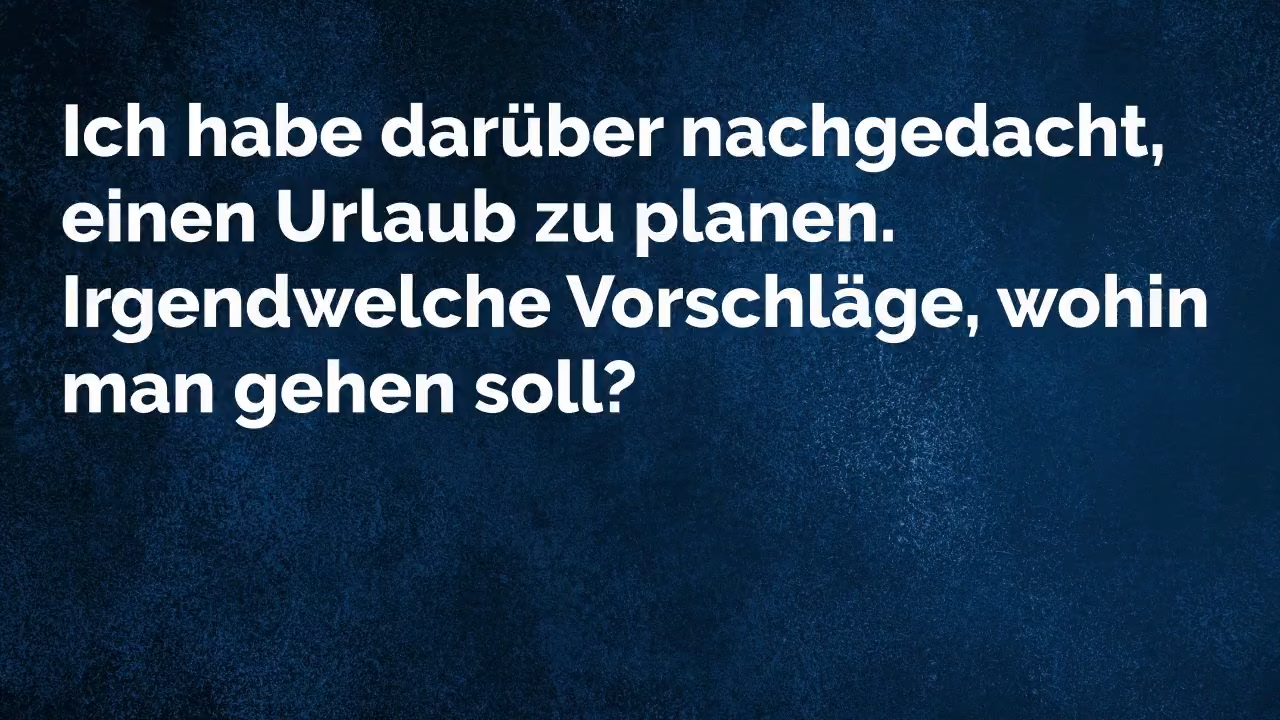 Ich habe darüber nachgedacht,
einen Urlaub zu planen.
Irgendwelche Vorschläge, wohin
man gehen soll?